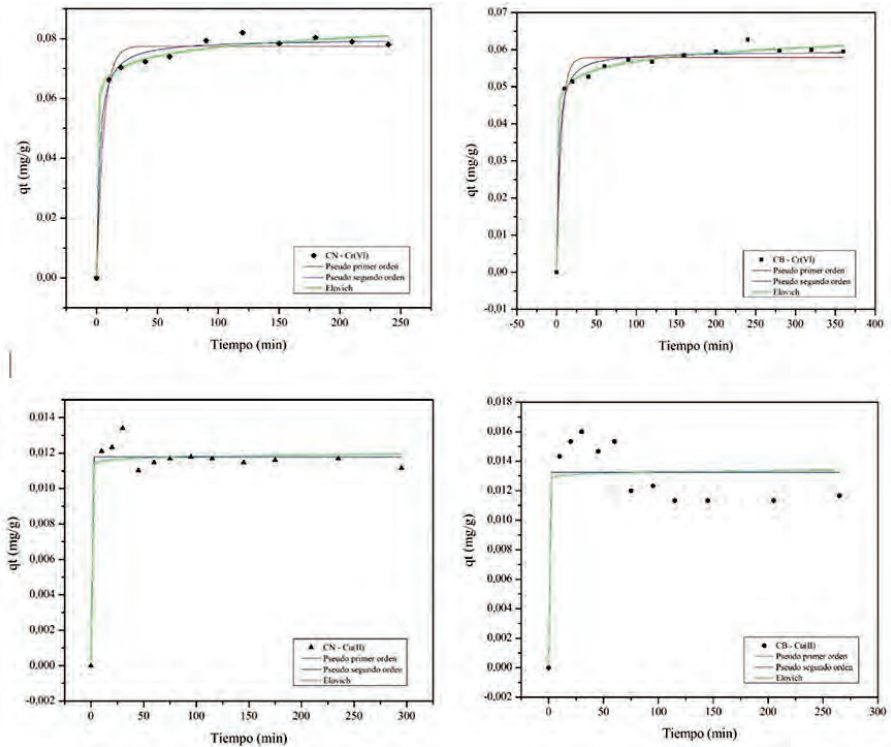 0,08
0,06
0,04
0,02
0,00
qt (mg/g)
CN - Cr(VI)
Pseudo primer orden
Pseudo segundo orden
Elovich
0 50 100 150 200 250
Tiempo (min)
0,07
0,06
0,05
0,04
0,03
0,02
0,01
0,00
-0,01
qt (mg/g)
CB - Cr(VI)
Pseudo primer orden
Pseudo segundo orden
Elovich
-50 0 50 100 150 200 250 300 350 400
Tiempo (min)
0,014
0,012
0,010
0,008
0,006
0,004
0,002
0,000
-0,002
qt (mg/g)
CN - Cu(II)
Pseudo primer orden
Pseudo segundo orden
Elovich
0 50 100 150 200 250 300
Tiempo (min)
0,018
0,016
0,014
0,012
0,010
0,008
0,006
0,004
0,002
0,000
-0,002
qt (mg/g)
CB - Cu(II)
Pseudo primer orden
Pseudo segundo orden
Elovich
0 50 100 150 200 250 300
Tiempo (min)